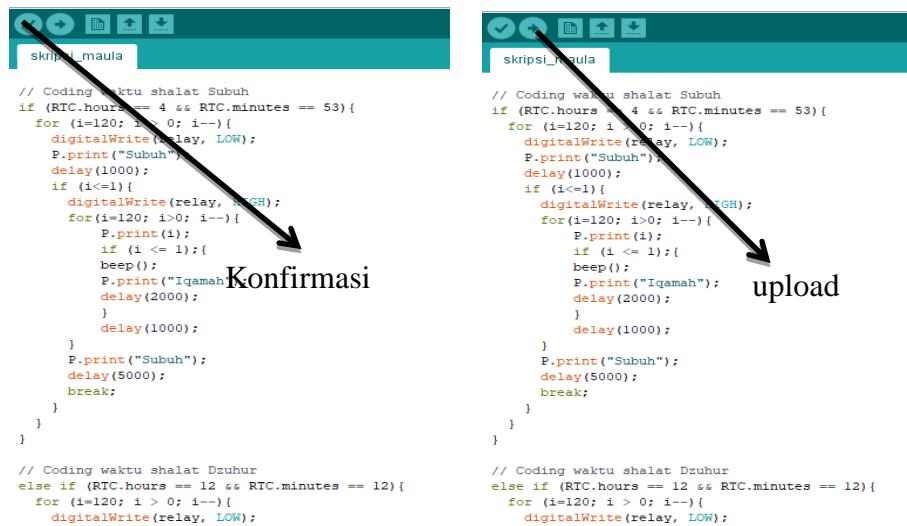 skripsi_maula
// Coding waktu shalat Subuh
if (RTC.hours == 4 && RTC.minutes == 53){
for (i=120; i > 0; i--){
digitalWrite(relay, LOW);
P.print("Subuh");
delay(1000);
if (i<=1){
digitalWrite(relay, HIGH);
for(i=120; i>0; i--){
P.print(i);
if (i <= 1);{
beep();
P.print("Iqamah");
delay(2000);
}
delay(1000);
}
P.print("Subuh");
delay(5000);
break;
}
}
}
// Coding waktu shalat Dzuhur
else if (RTC.hours == 12 && RTC.minutes == 12){
for (i=120; i > 0; i--){
digitalWrite(relay, LOW);
Konfirmasi
skripsi_maula
// Coding waktu shalat Subuh
if (RTC.hours == 4 && RTC.minutes == 53){
for (i=120; i > 0; i--){
digitalWrite(relay, LOW);
P.print("Subuh");
delay(1000);
if (i<=1){
digitalWrite(relay, HIGH);
for(i=120; i>0; i--){
P.print(i);
if (i <= 1);{
beep();
P.print("Iqamah");
delay(2000);
}
delay(1000);
}
P.print("Subuh");
delay(5000);
break;
}
}
}
// Coding waktu shalat Dzuhur
else if (RTC.hours == 12 && RTC.minutes == 12){
for (i=120; i > 0; i--){
digitalWrite(relay, LOW);
upload